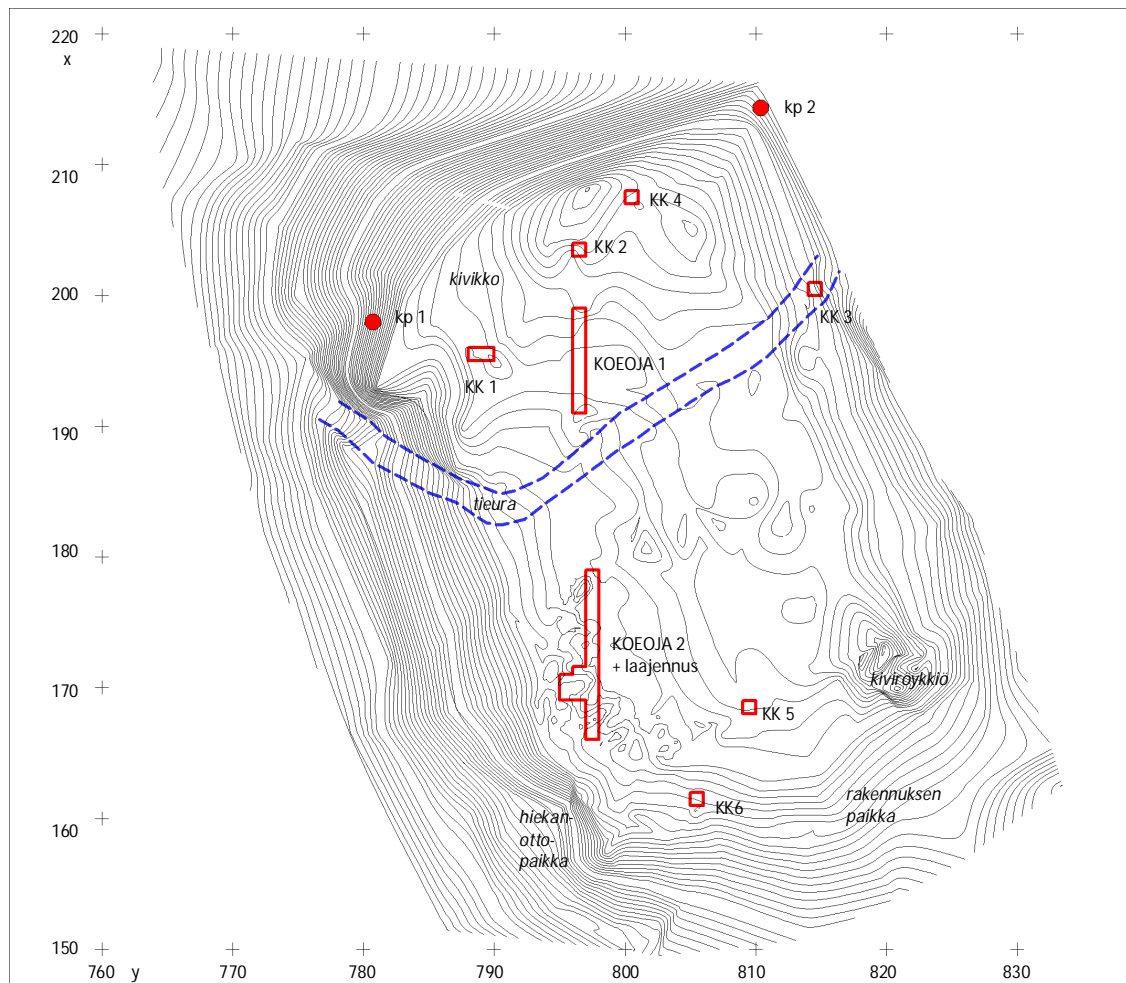 220
x
kp 2
210
KK 4
KK 2
kivikko
200
kp 1
KK 3
KOEOJA 1
KK 1
190
tieura
180
KOEOJA 2
+ laajennus
kiviroykkio
170
KK 5
rakennuksen
paikka
KK6
hiekan-
otto-
paikka
160
150
760
y
770
780
790
800
810
820
830